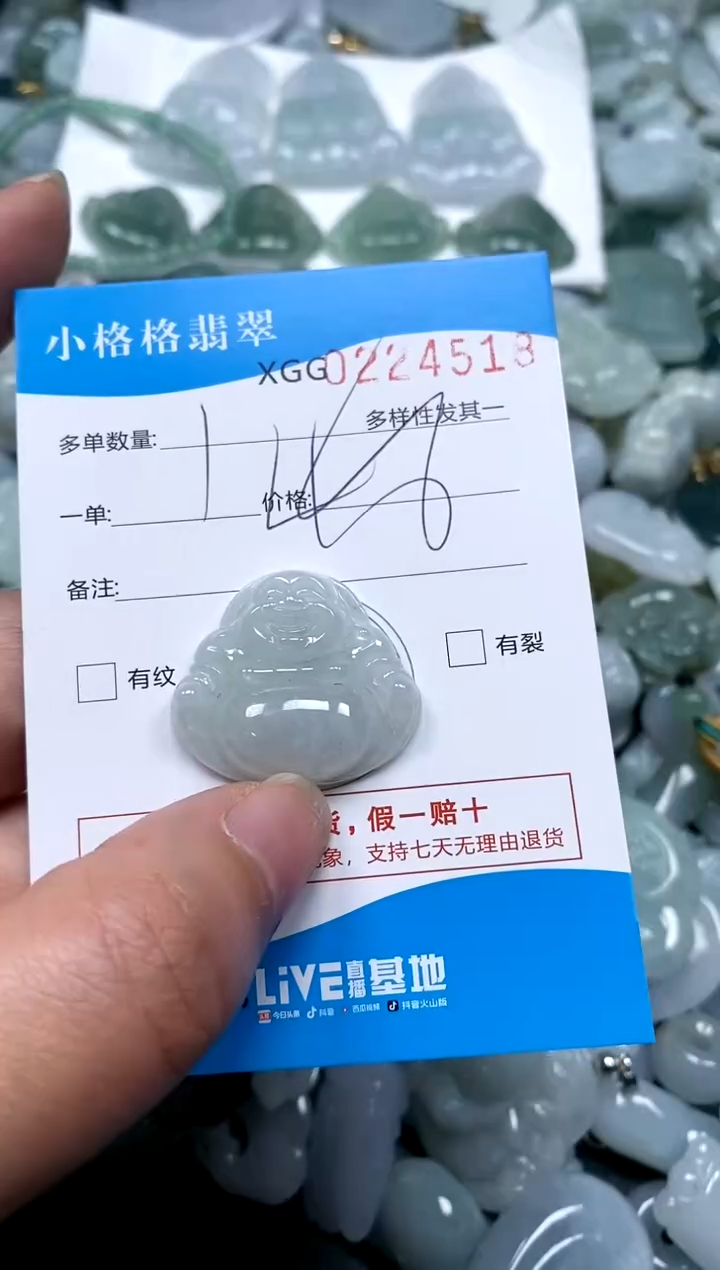 小格格翡翠
XGG0224513
多单数量:
多样性发其一
一单:
价格:
备注:
有纹
有裂
货，假一赔十
象，支持七天无理由退货
LiVE直播基地
今日头条 抖音 西瓜视频 抖音火山版